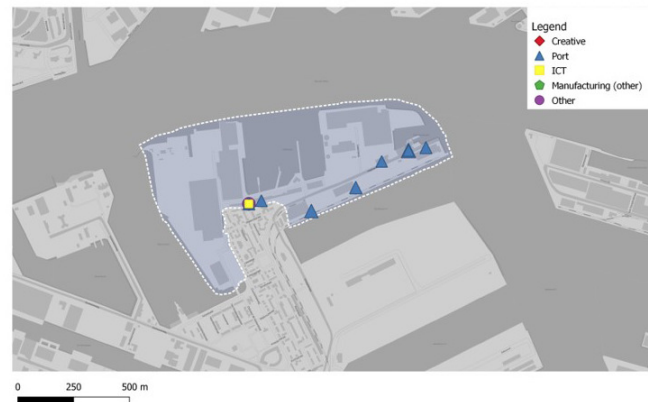 Legend
Creative
Port
ICT
Manufacturing (other)
Other
0 250 500 m